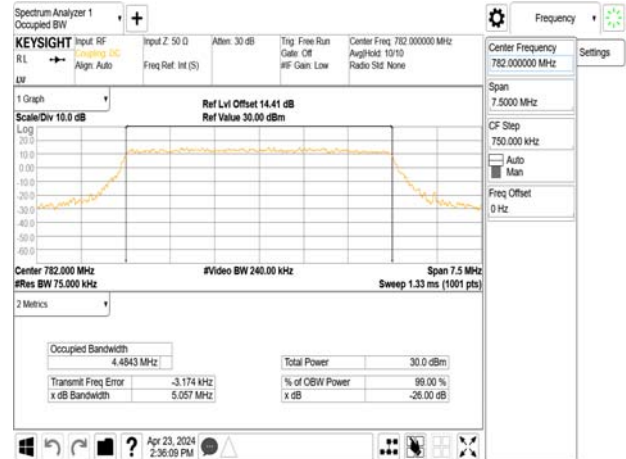 Spectrum Analyzer 1
Occupied BW
+
Frequency
KEYSIGHT
Input: RF
Coupling: DC
Align: Auto
Input Z: 50 Ω
Freq Ref: Int (S)
Atten: 30 dB
Trig: Free Run
Gate: Off
#IF Gain: Low
Center Freq: 782.000000 MHz
Avg|Hold: 10/10
Radio Std: None
RL
Center Frequency
782.000000 MHz
Settings
Span
7.5000 MHz
CF Step
750.000 kHz
Auto
Man
Freq Offset
0 Hz
1 Graph
Ref Lvl Offset 14.41 dB
Scale/Div 10.0 dB
Ref Value 30.00 dBm
Log
20.0
10.0
0.00
-10.0
-20.0
-30.0
-40.0
-50.0
-60.0
Center 782.000 MHz
#Video BW 240.00 kHz
Span 7.5 MHz
#Res BW 75.000 kHz
Sweep 1.33 ms (1001 pts)
2 Metrics
Occupied Bandwidth
4.4843 MHz
Total Power
30.0 dBm
Transmit Freq Error
-3.174 kHz
% of OBW Power
99.00 %
x dB Bandwidth
5.057 MHz
x dB
-26.00 dB
?
Apr 23, 2024
2:36:09 PM